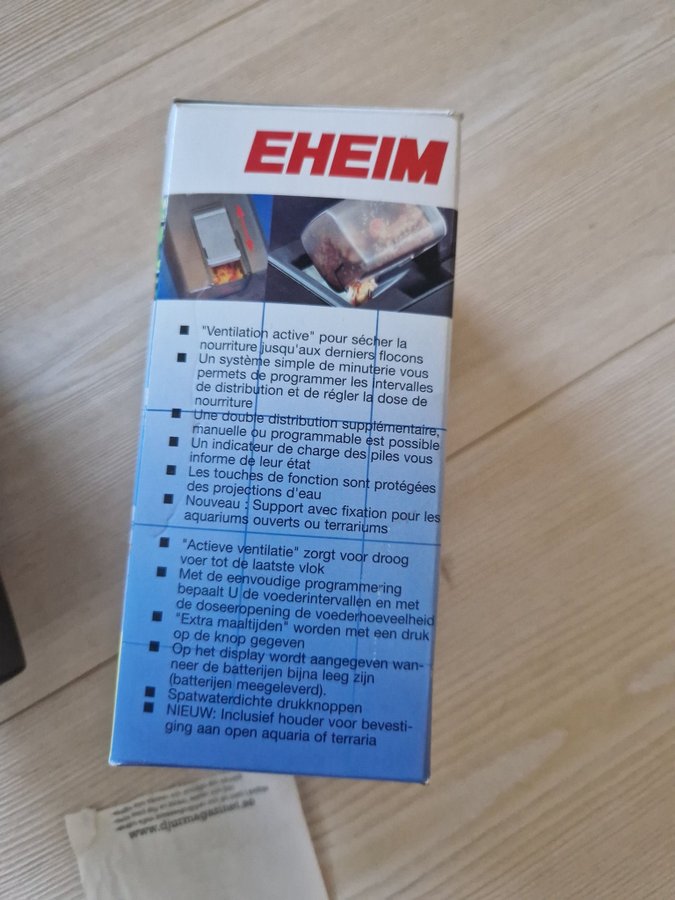 EHEIM
■ "Ventilation active" pour sécher la
nourriture jusqu'aux derniers flocons
■ Un système simple de minuterie vous
permets de programmer les intervalles
de distribution et de régler la dose de
nourriture
■ Une double distribution supplémentaire,
manuelle ou programmable est possible
■ Un indicateur de charge des piles vous
informe de leur état
■ Les touches de fonction sont protégées
des projections d'eau
■ Nouveau : Support avec fixation pour les
aquariums ouverts ou terrariums
■ "Actieve ventilatie" zorgt voor droog
voer tot de laatste vlok
■ Met de eenvoudige programmering
bepaalt U de voederintervallen en met
de doseeropening de voederhoeveelheid
■ "Extra maaltijden" worden met een druk
op de knop gegeven
■ Op het display wordt aangegeven wan-
neer de batterijen bijna leeg zijn
(batterijen meegeleverd).
■ Spatwaterdichte drukknoppen
■ NIEUW: Inclusief houder voor bevesti-
ging aan open aquaria of terraria
www.djurmagazinet.se